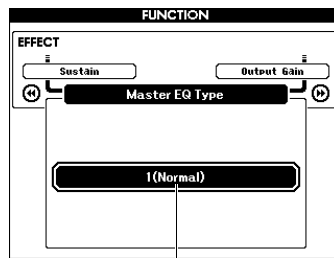 FUNCTION
EFFECT
Sustain
Output Gain
Master EQ Type
1(Normal)